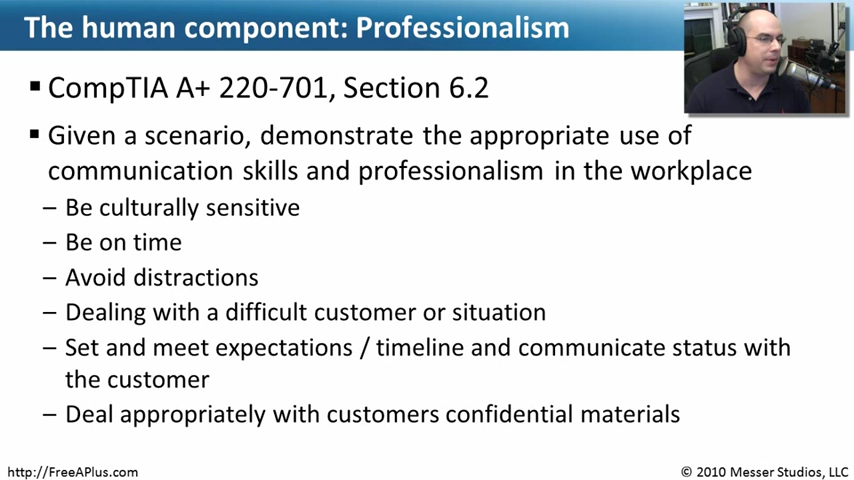 The human component: Professionalism
▪ CompTIA A+ 220-701, Section 6.2
▪ Given a scenario, demonstrate the appropriate use of
communication skills and professionalism in the workplace
– Be culturally sensitive
– Be on time
– Avoid distractions
– Dealing with a difficult customer or situation
– Set and meet expectations / timeline and communicate status with
the customer
– Deal appropriately with customers confidential materials
http://FreeAPlus.com
© 2010 Messer Studios, LLC